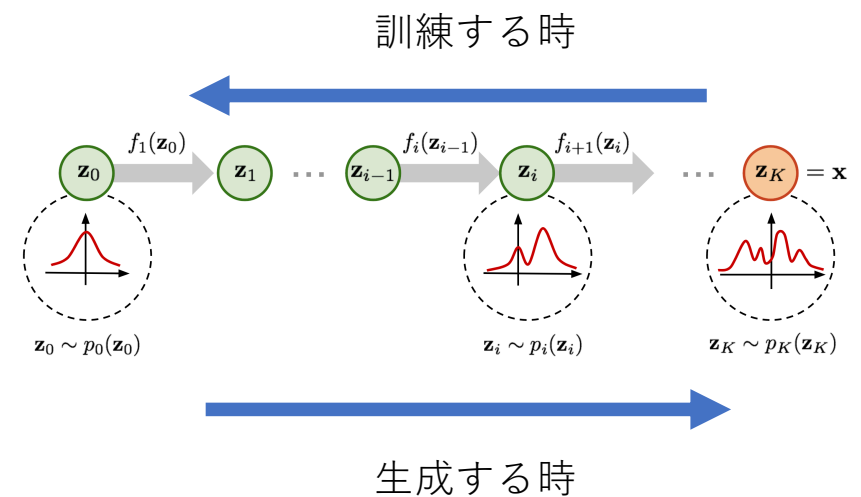 訓練する時
f₁(z₀) fᵢ(zᵢ₋₁) fᵢ₊₁(zᵢ)
z₀ z₁ ⋯ zᵢ₋₁ zᵢ ⋯ z_K = x
z₀ ∼ p₀(z₀) zᵢ ∼ pᵢ(zᵢ) z_K ∼ p_K(z_K)
生成する時